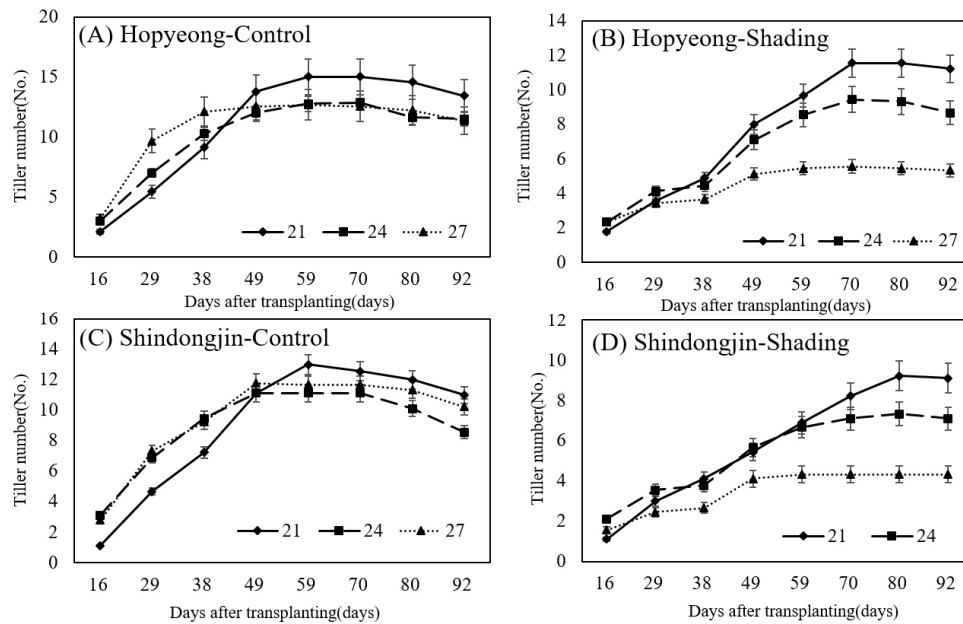 (A) Hopyeong-Control
Tiller number(No.)
20
15
10
5
0
21 24 27
16 29 38 49 59 70 80 92
Days after transplanting(days)
(B) Hopyeong-Shading
Tiller number(No.)
14
12
10
8
6
4
2
0
21 24 27
16 29 38 49 59 70 80 92
Days after transplanting(days)
(C) Shindongjin-Control
Tiller number(No.)
16
14
12
10
8
6
4
2
0
21 24 27
16 29 38 49 59 70 80 92
Days after transplanting(days)
(D) Shindongjin-Shading
Tiller number(No.)
12
10
8
6
4
2
0
21 24
16 29 38 49 59 70 80 92
Days after transplanting(days)